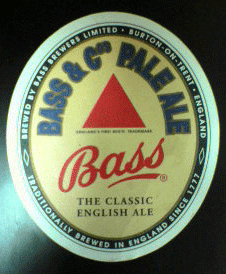 BREWED BY BASS BREWERS LIMITED • BURTON-ON-TRENT • ENGLAND
BASS & Co's PALE ALE
ENGLAND'S FIRST REG'D. TRADEMARK
Bass®
THE CLASSIC
ENGLISH ALE
TRADITIONALLY BREWED IN ENGLAND SINCE 1777